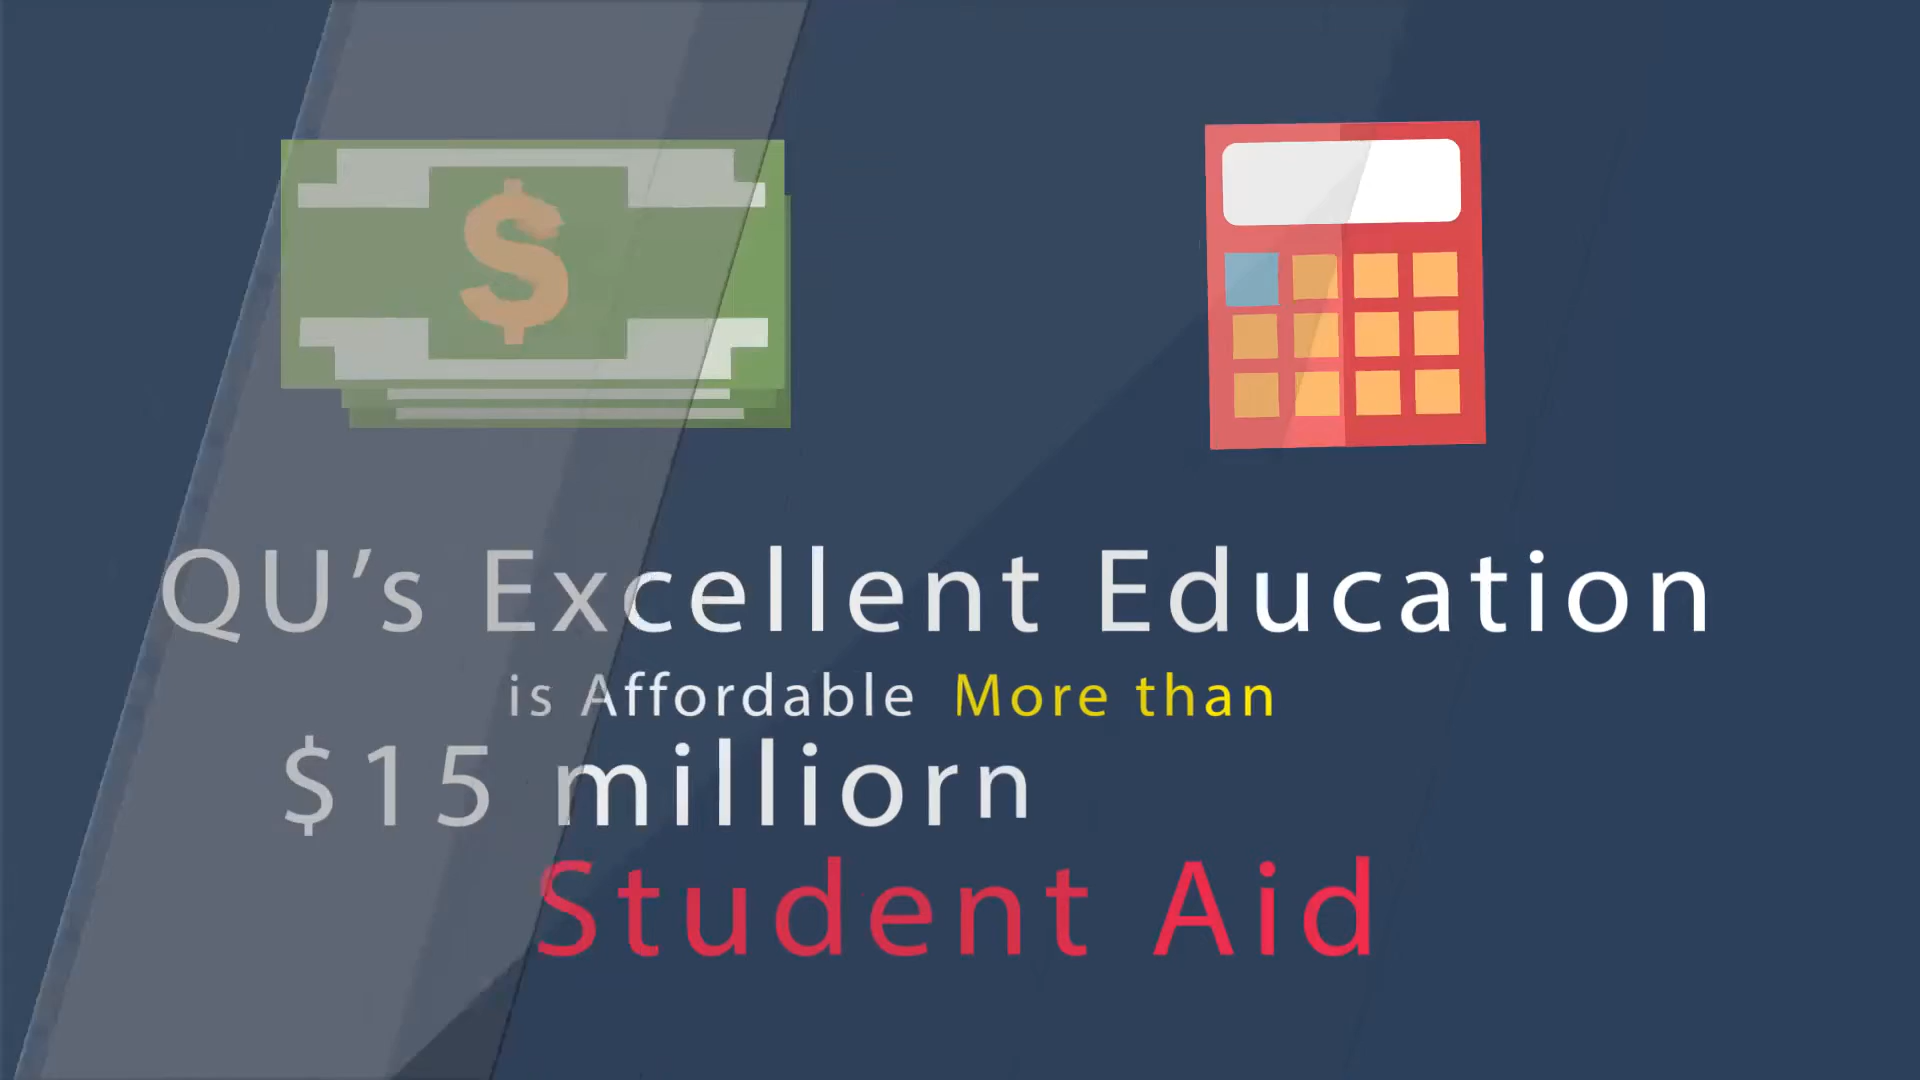 $
QU’s Excellent Education
is Affordable More than
$15 milliorn
Student Aid